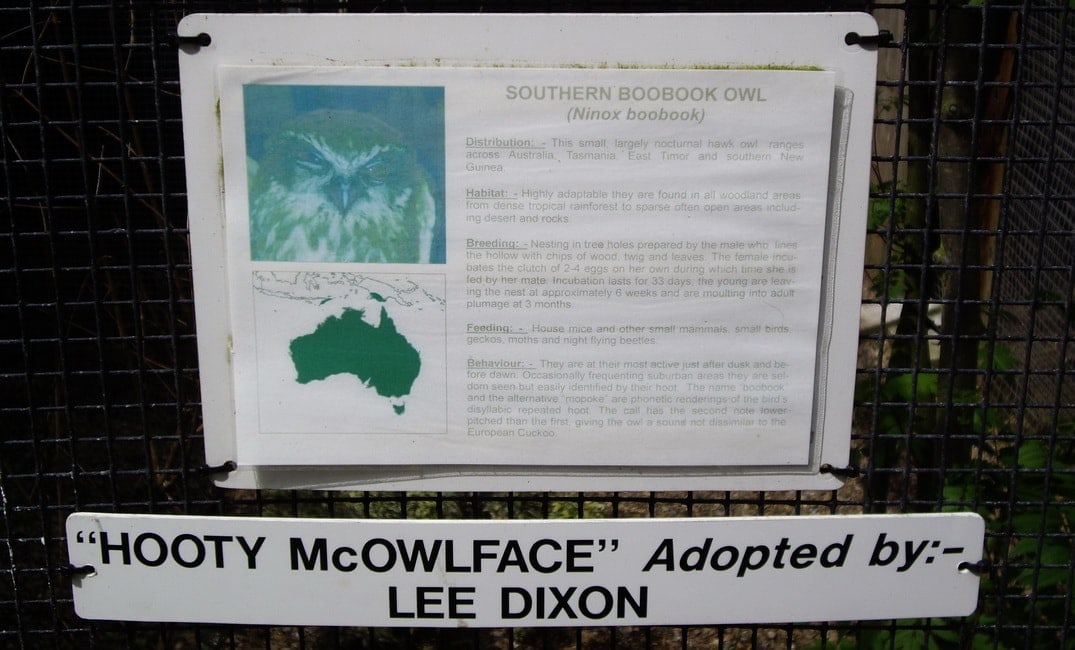 SOUTHERN BOOBOOK OWL
(Ninox boobook)
Distribution: - This small, largely nocturnal hawk owl ranges
across Australia, Tasmania, East Timor and southern New
Guinea.
Habitat: - Highly adaptable they are found in all woodland areas
from dense tropical rainforest to sparse often open areas includ-
ing desert and rocks.
Breeding: - Nesting in tree holes prepared by the male who lines
the hollow with chips of wood, twig and leaves. The female incu-
bates the clutch of 2-4 eggs on her own during which time she is
fed by her mate. Incubation lasts for 33 days, the young are leav-
ing the nest at approximately 6 weeks and are moulting into adult
plumage at 3 months.
Feeding: - House mice and other small mammals, small birds,
geckos, moths and night flying beetles.
Behaviour: - They are at their most active just after dusk and be-
fore dawn. Occasionally frequenting suburban areas they are sel-
dom seen but easily identified by their hoot. The name "boobook"
and the alternative "mopoke" are phonetic renderings of the bird's
disyllabic repeated hoot. The call has the second note lower
pitched than the first, giving the owl a sound not dissimilar to the
European Cuckoo.
“HOOTY McOWLFACE” Adopted by:-
LEE DIXON